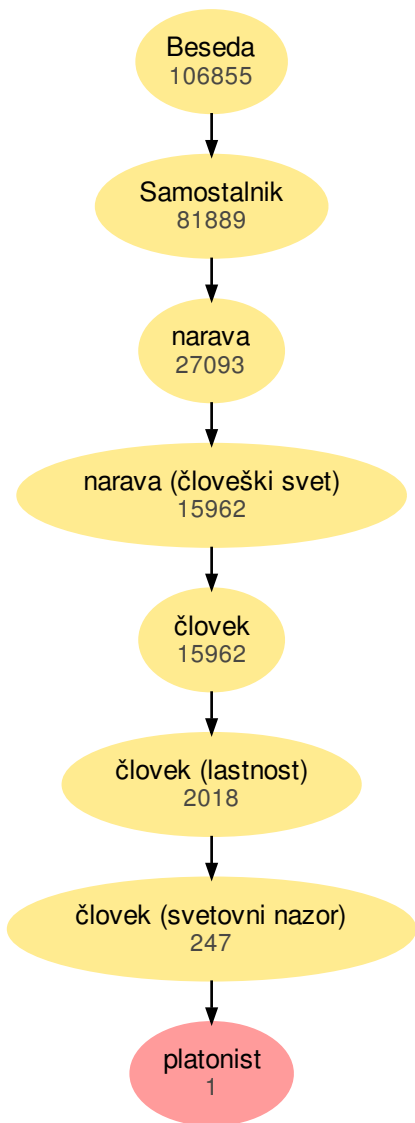 Beseda
106855
Samostalnik
81889
narava
27093
narava (človeški svet)
15962
človek
15962
človek (lastnost)
2018
človek (svetovni nazor)
247
platonist
1